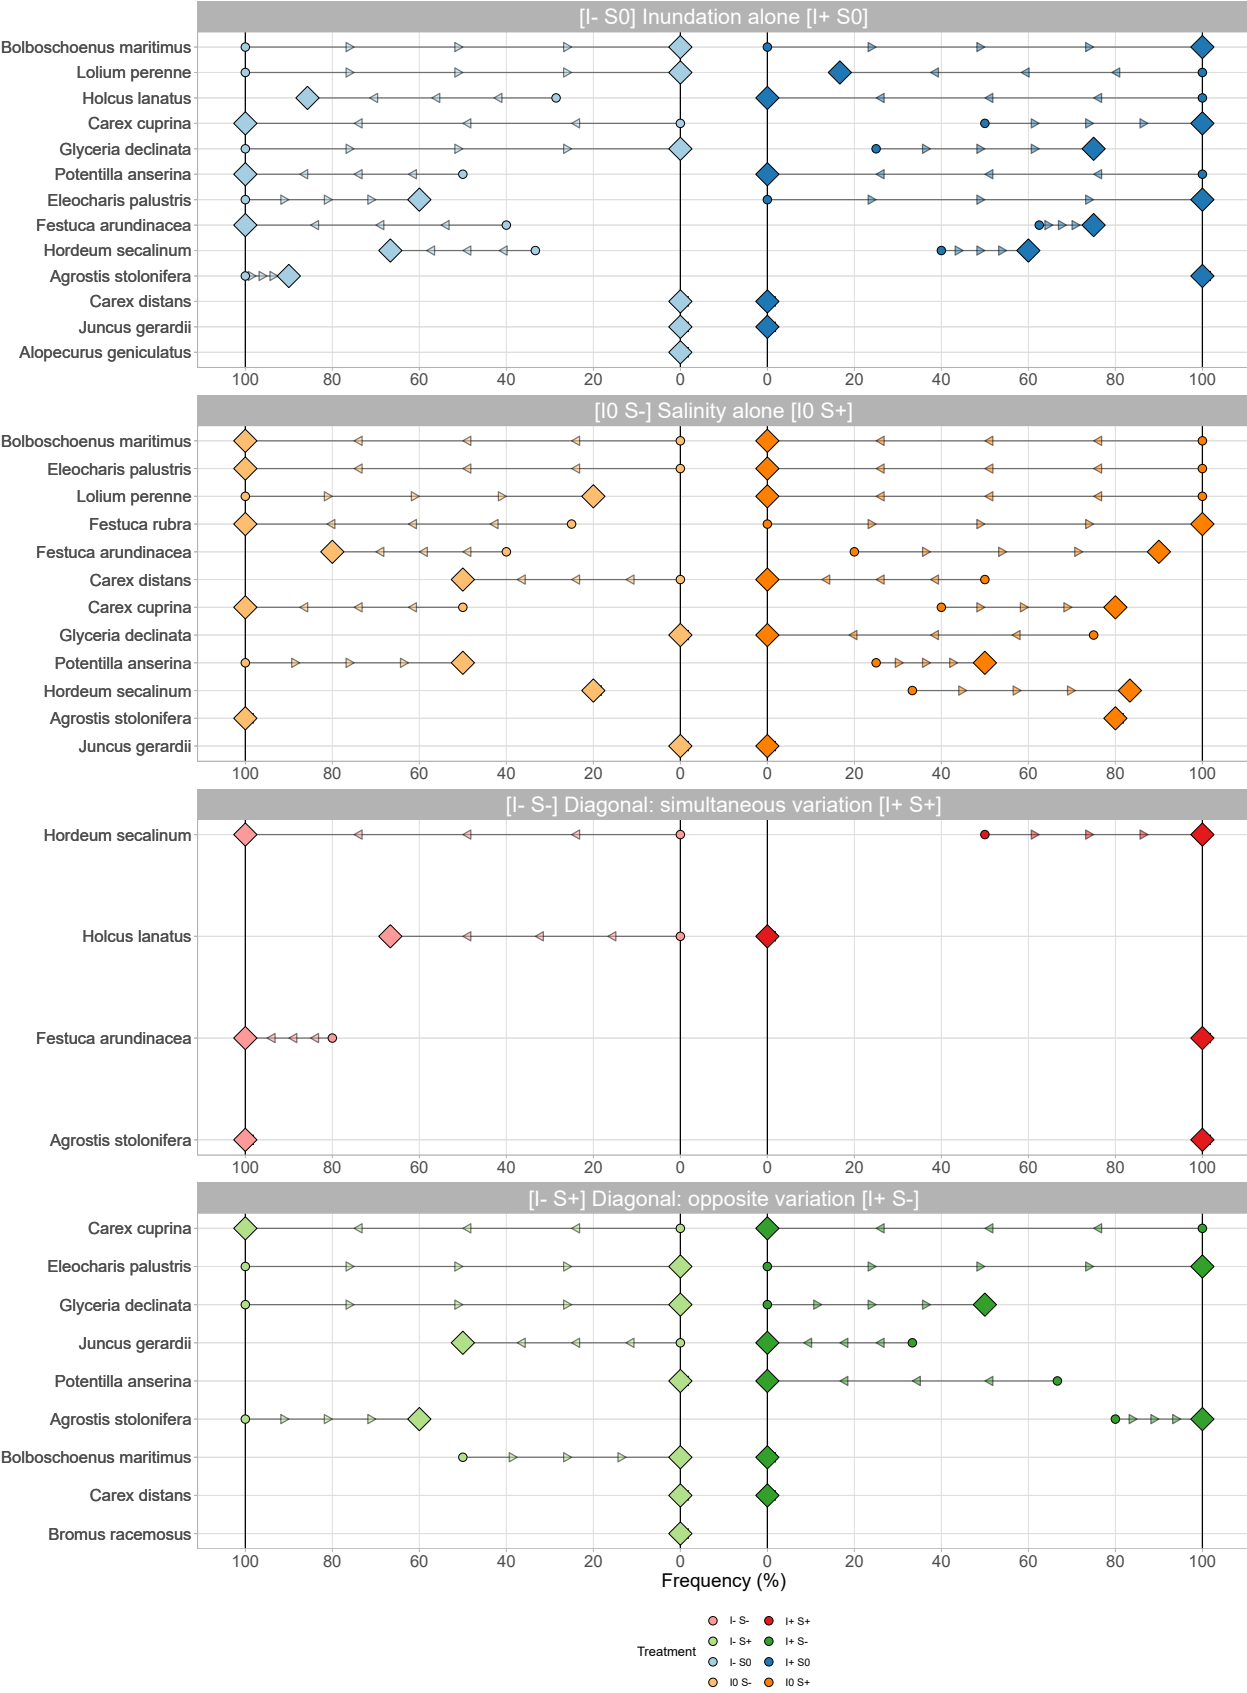 [I- S0] Inundation alone [I+ S0]
Bolboschoenus maritimus
Lolium perenne
Holcus lanatus
Carex cuprina
Glyceria declinata
Potentilla anserina
Eleocharis palustris
Festuca arundinacea
Hordeum secalinum
Agrostis stolonifera
Carex distans
Juncus gerardii
Alopecurus geniculatus
100 80 60 40 20 0 0 20 40 60 80 100
[I0 S-] Salinity alone [I0 S+]
Bolboschoenus maritimus
Eleocharis palustris
Lolium perenne
Festuca rubra
Festuca arundinacea
Carex distans
Carex cuprina
Glyceria declinata
Potentilla anserina
Hordeum secalinum
Agrostis stolonifera
Juncus gerardii
100 80 60 40 20 0 0 20 40 60 80 100
[I- S-] Diagonal: simultaneous variation [I+ S+]
Hordeum secalinum
Holcus lanatus
Festuca arundinacea
Agrostis stolonifera
100 80 60 40 20 0 0 20 40 60 80 100
[I- S+] Diagonal: opposite variation [I+ S-]
Carex cuprina
Eleocharis palustris
Glyceria declinata
Juncus gerardii
Potentilla anserina
Agrostis stolonifera
Bolboschoenus maritimus
Carex distans
Bromus racemosus
100 80 60 40 20 0 0 20 40 60 80 100
Frequency (%)
Treatment
I- S- I+ S+
I- S+ I+ S-
I- S0 I+ S0
I0 S- I0 S+